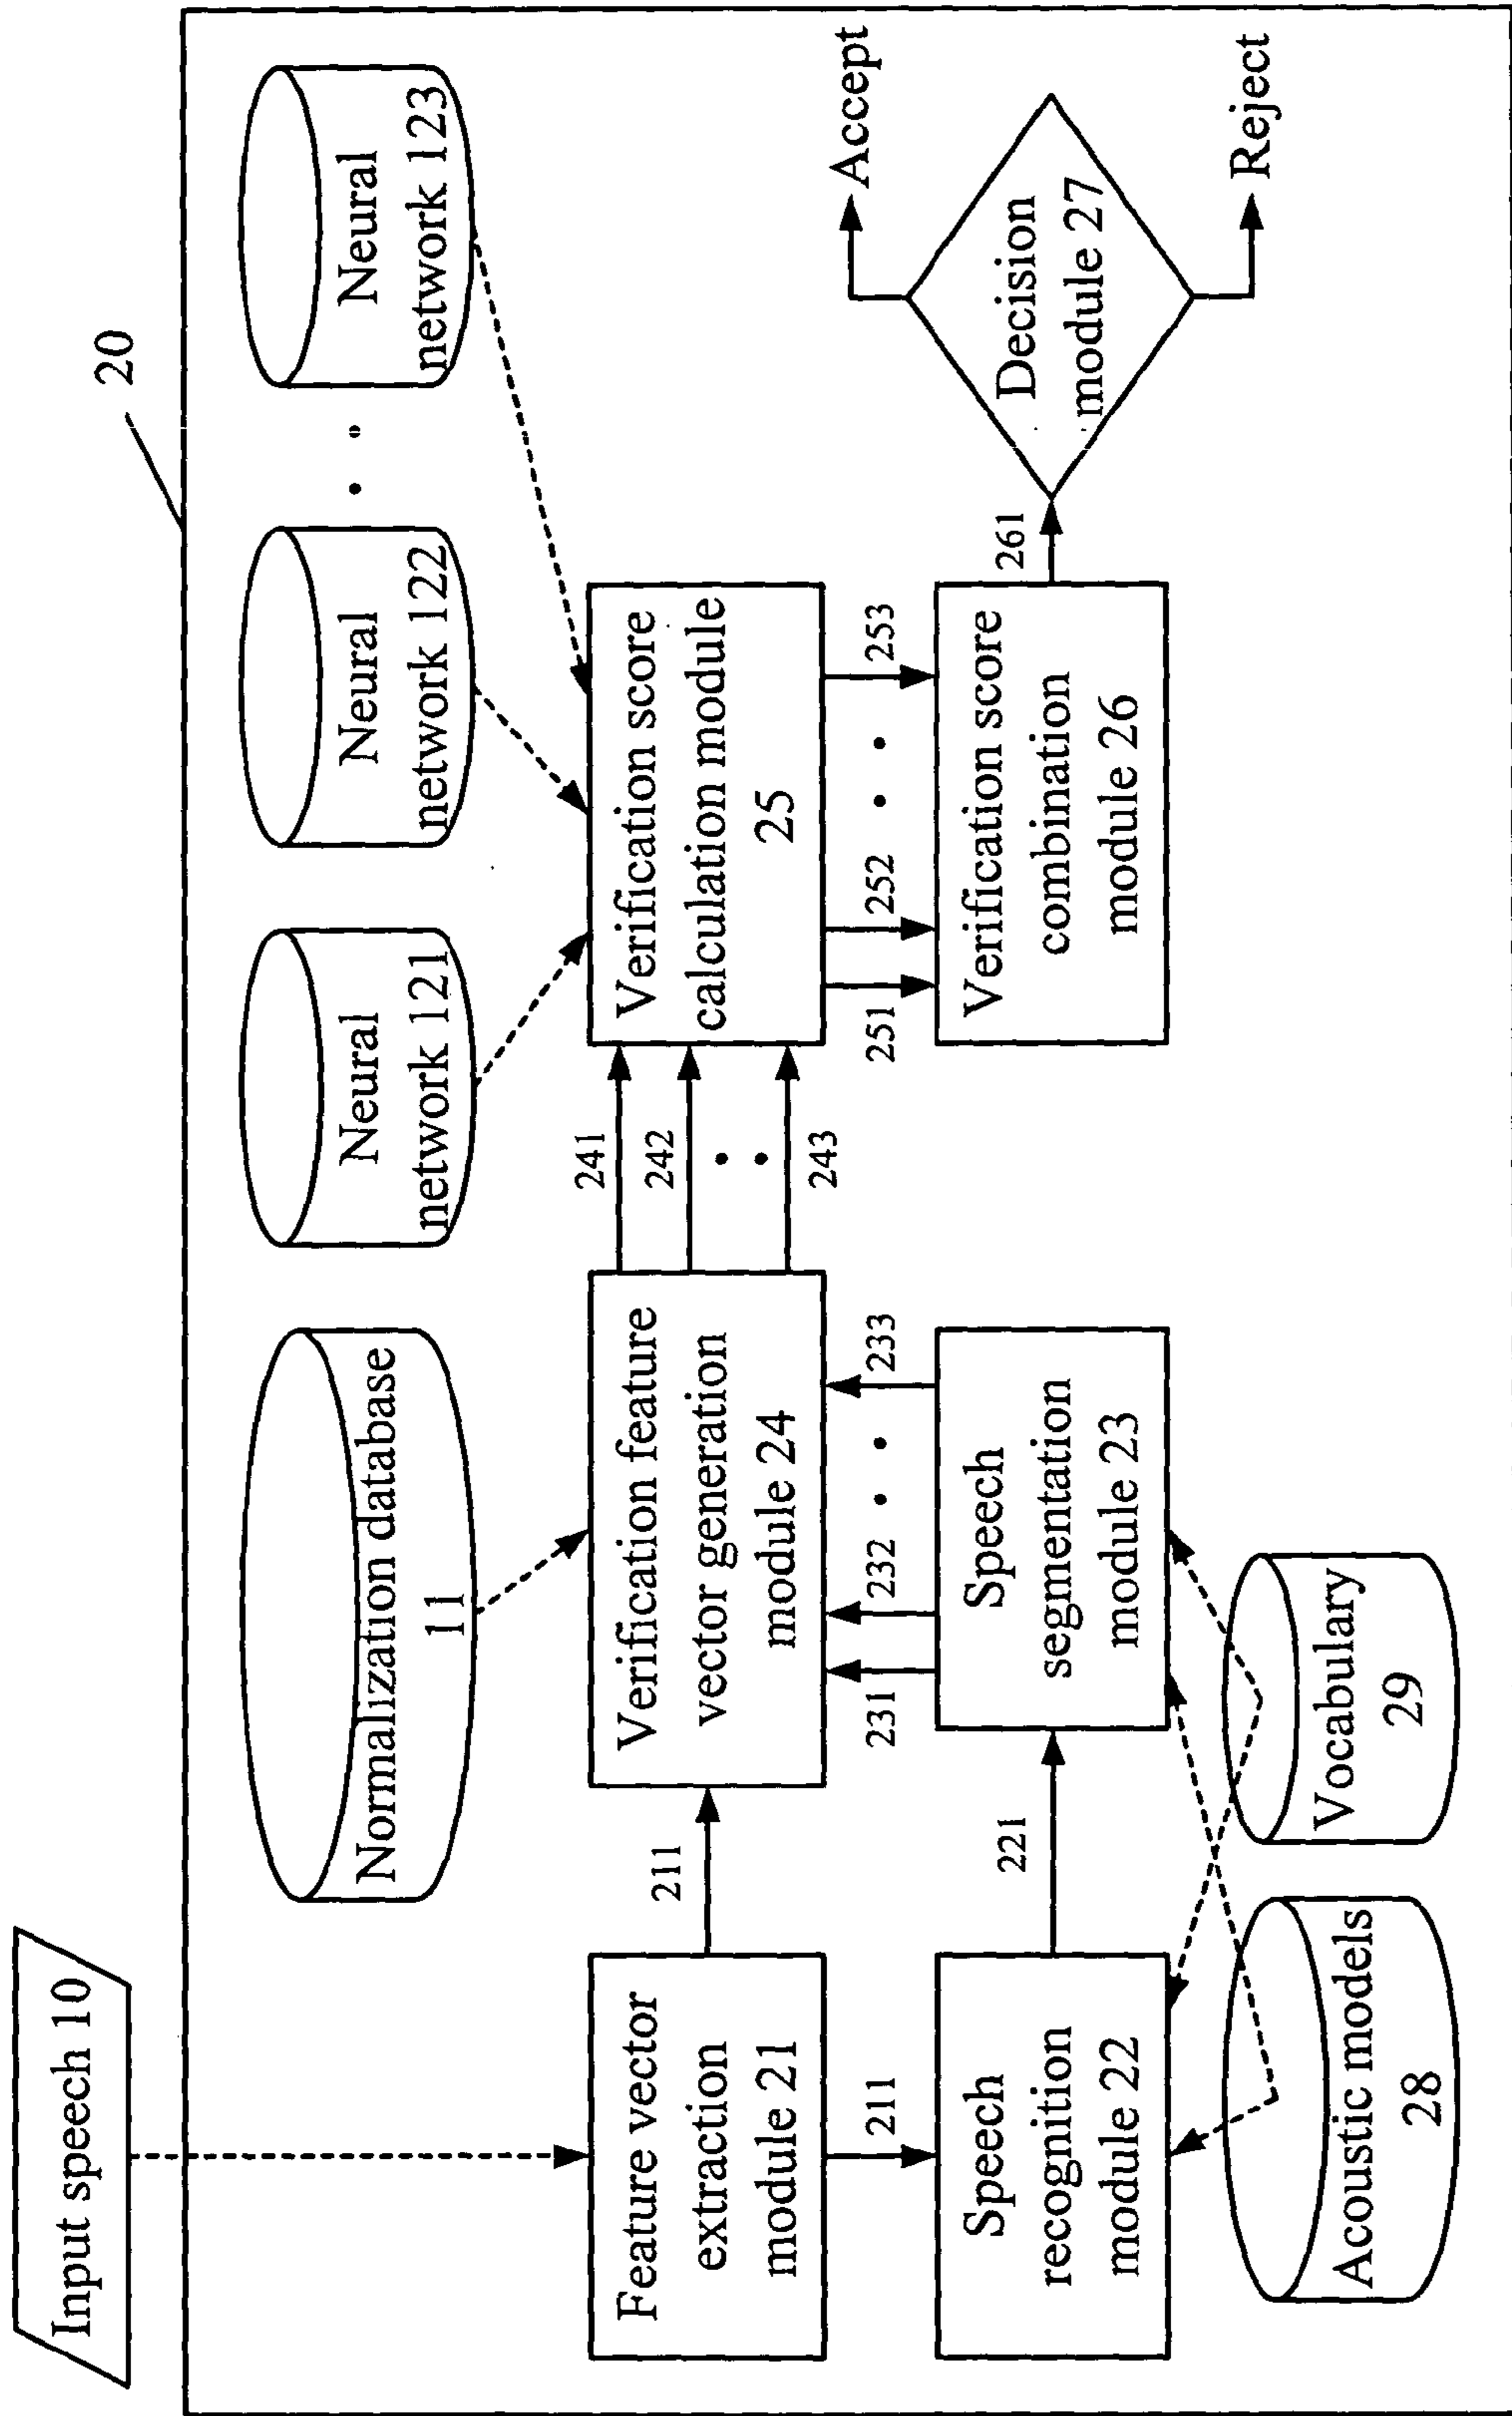 Input speech 10
20
Normalization database
11
Neural
network 121
Neural
network 122
Neural
network 123
Feature vector
extraction
module 21
211
Verification feature
vector generation
module 24
241
242
243
Verification score
calculation module
25
211
231
232
233
251
252
253
Speech
recognition
module 22
221
Speech
segmentation
module 23
Verification score
combination
module 26
261
Decision
module 27
Accept
Reject
Acoustic models
28
Vocabulary
29